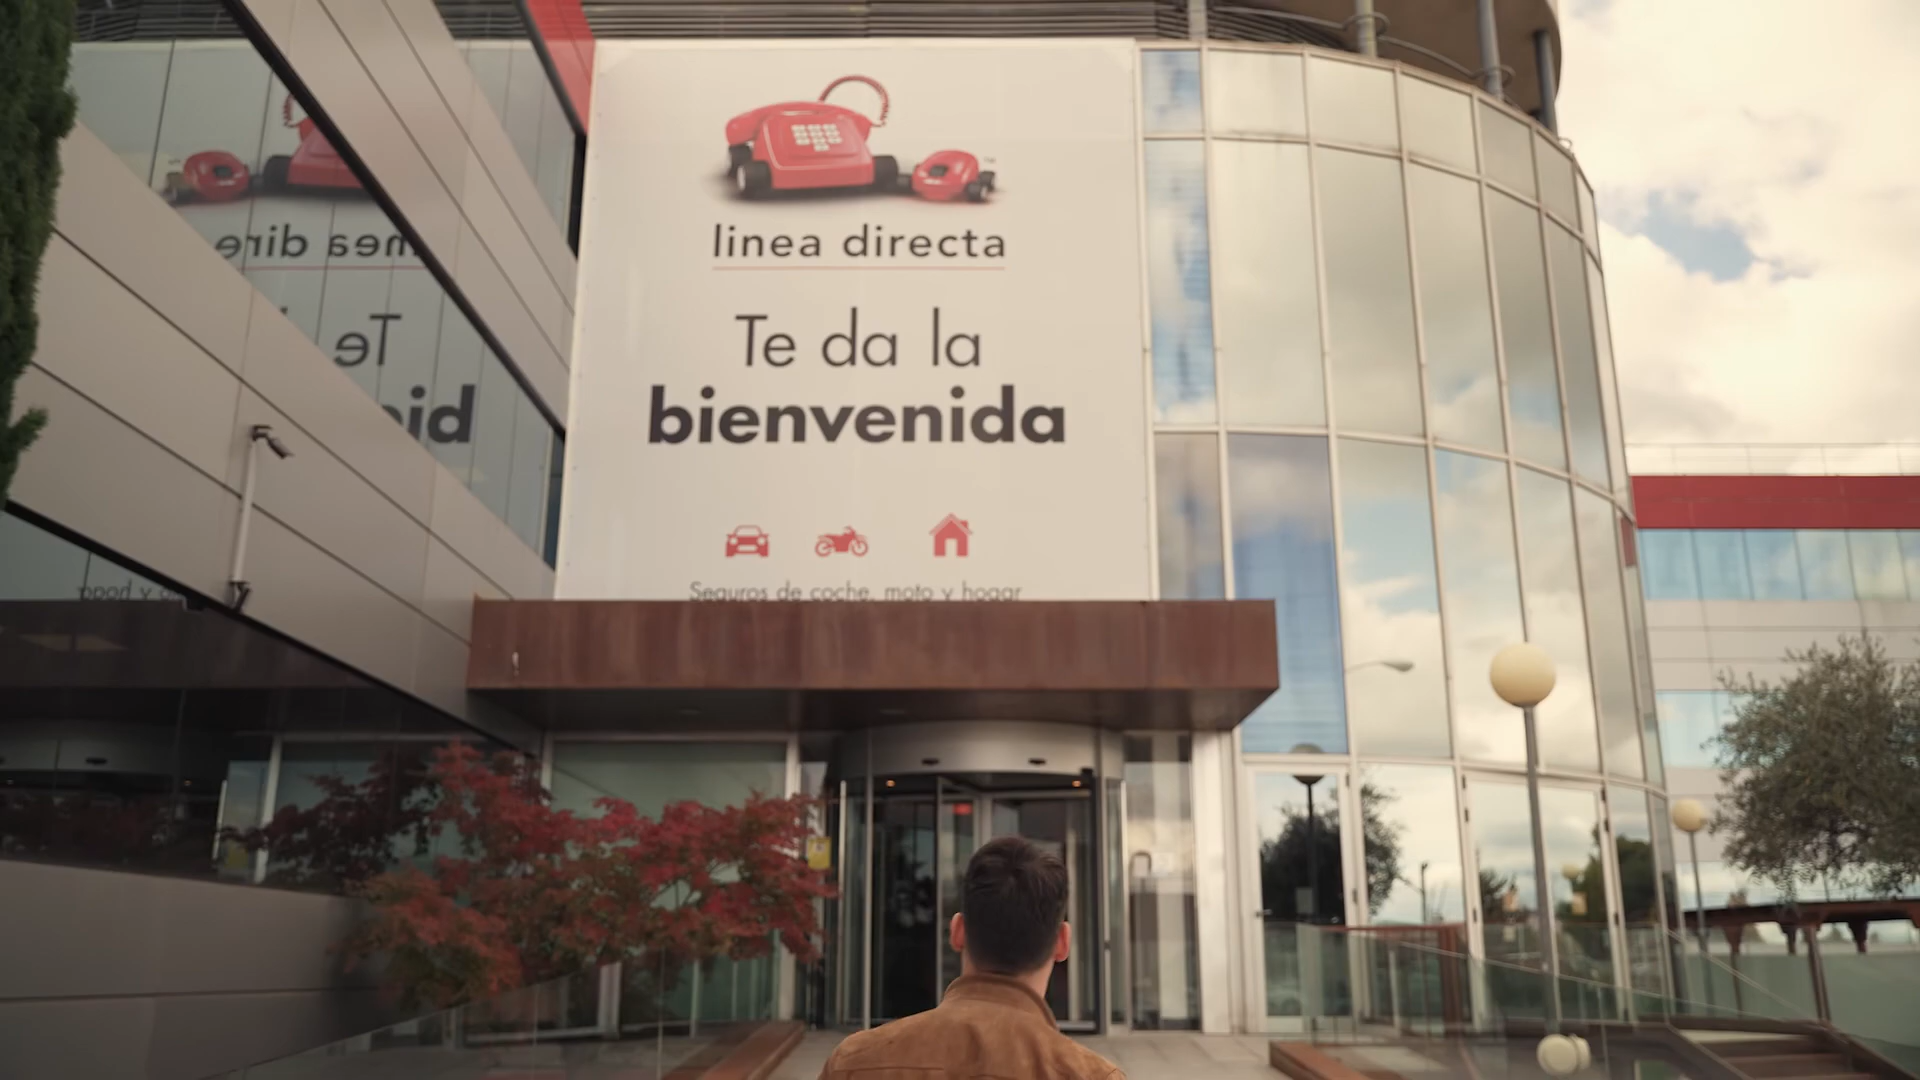 linea directa
Te da la
bienvenida
Seguros de coche, moto y hogar